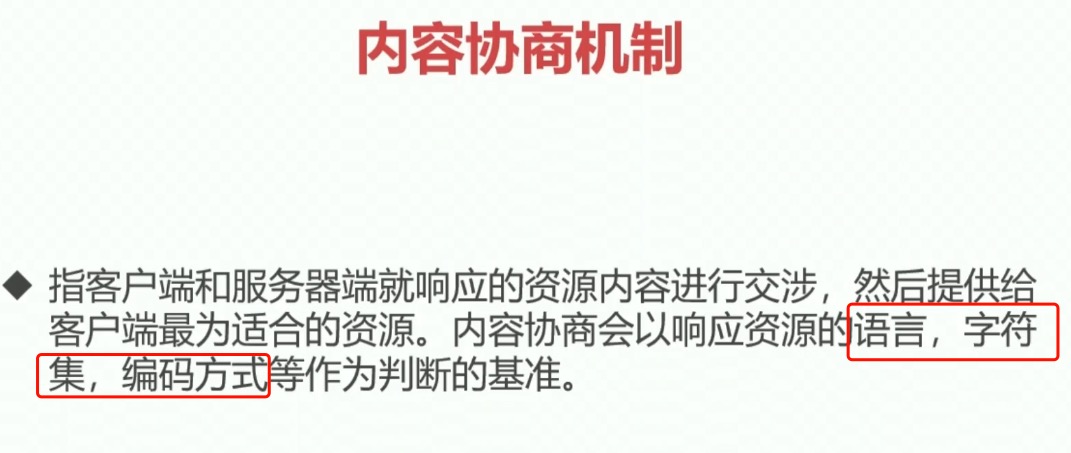 内容协商机制
指客户端和服务器端就响应的资源内容进行交涉，然后提供给
客户端最为适合的资源。内容协商会以响应资源的语言，字符
集，编码方式等作为判断的基准。